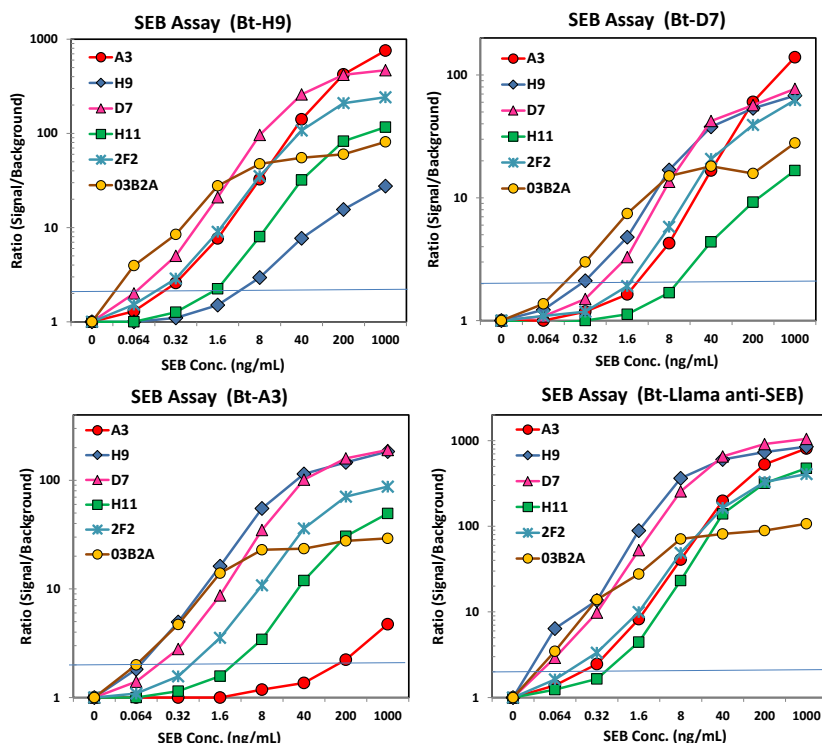 SEB Assay (Bt-H9)
Ratio (Signal/Background)
1000
100
10
1
A3
H9
D7
H11
2F2
03B2A
0 0.064 0.32 1.6 8 40 200 1000
SEB Conc. (ng/mL)
SEB Assay (Bt-D7)
Ratio (Signal/Background)
100
10
1
A3
H9
D7
H11
2F2
03B2A
0 0.064 0.32 1.6 8 40 200 1000
SEB Conc. (ng/mL)
SEB Assay (Bt-A3)
Ratio (Signal/Background)
100
10
1
A3
H9
D7
H11
2F2
03B2A
0 0.064 0.32 1.6 8 40 200 1000
SEB Conc. (ng/mL)
SEB Assay (Bt-Llama anti-SEB)
Ratio (Signal/Background)
1000
100
10
1
A3
H9
D7
H11
2F2
03B2A
0 0.064 0.32 1.6 8 40 200 1000
SEB Conc. (ng/mL)